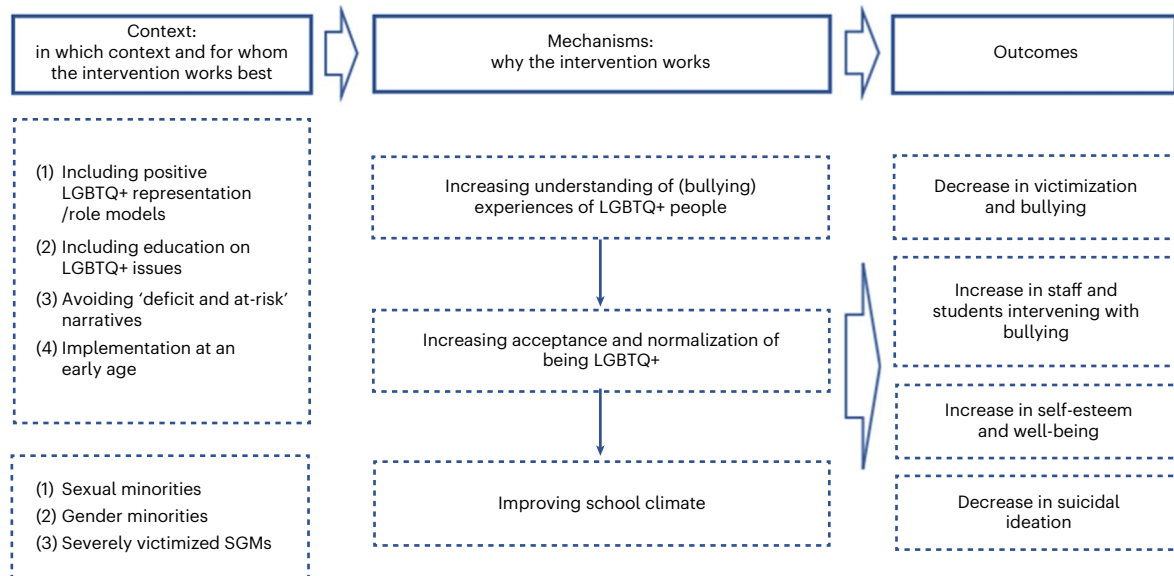 Context:
in which context and for whom
the intervention works best
Mechanisms:
why the intervention works
Outcomes
(1) Including positive
LGBTQ+ representation
/role models
(2) Including education on
LGBTQ+ issues
(3) Avoiding ‘deficit and at-risk’
narratives
(4) Implementation at an
early age
(1) Sexual minorities
(2) Gender minorities
(3) Severely victimized SGMs
Increasing understanding of (bullying)
experiences of LGBTQ+ people
Increasing acceptance and normalization of
being LGBTQ+
Improving school climate
Decrease in victimization
and bullying
Increase in staff and
students intervening with
bullying
Increase in self-esteem
and well-being
Decrease in suicidal
ideation